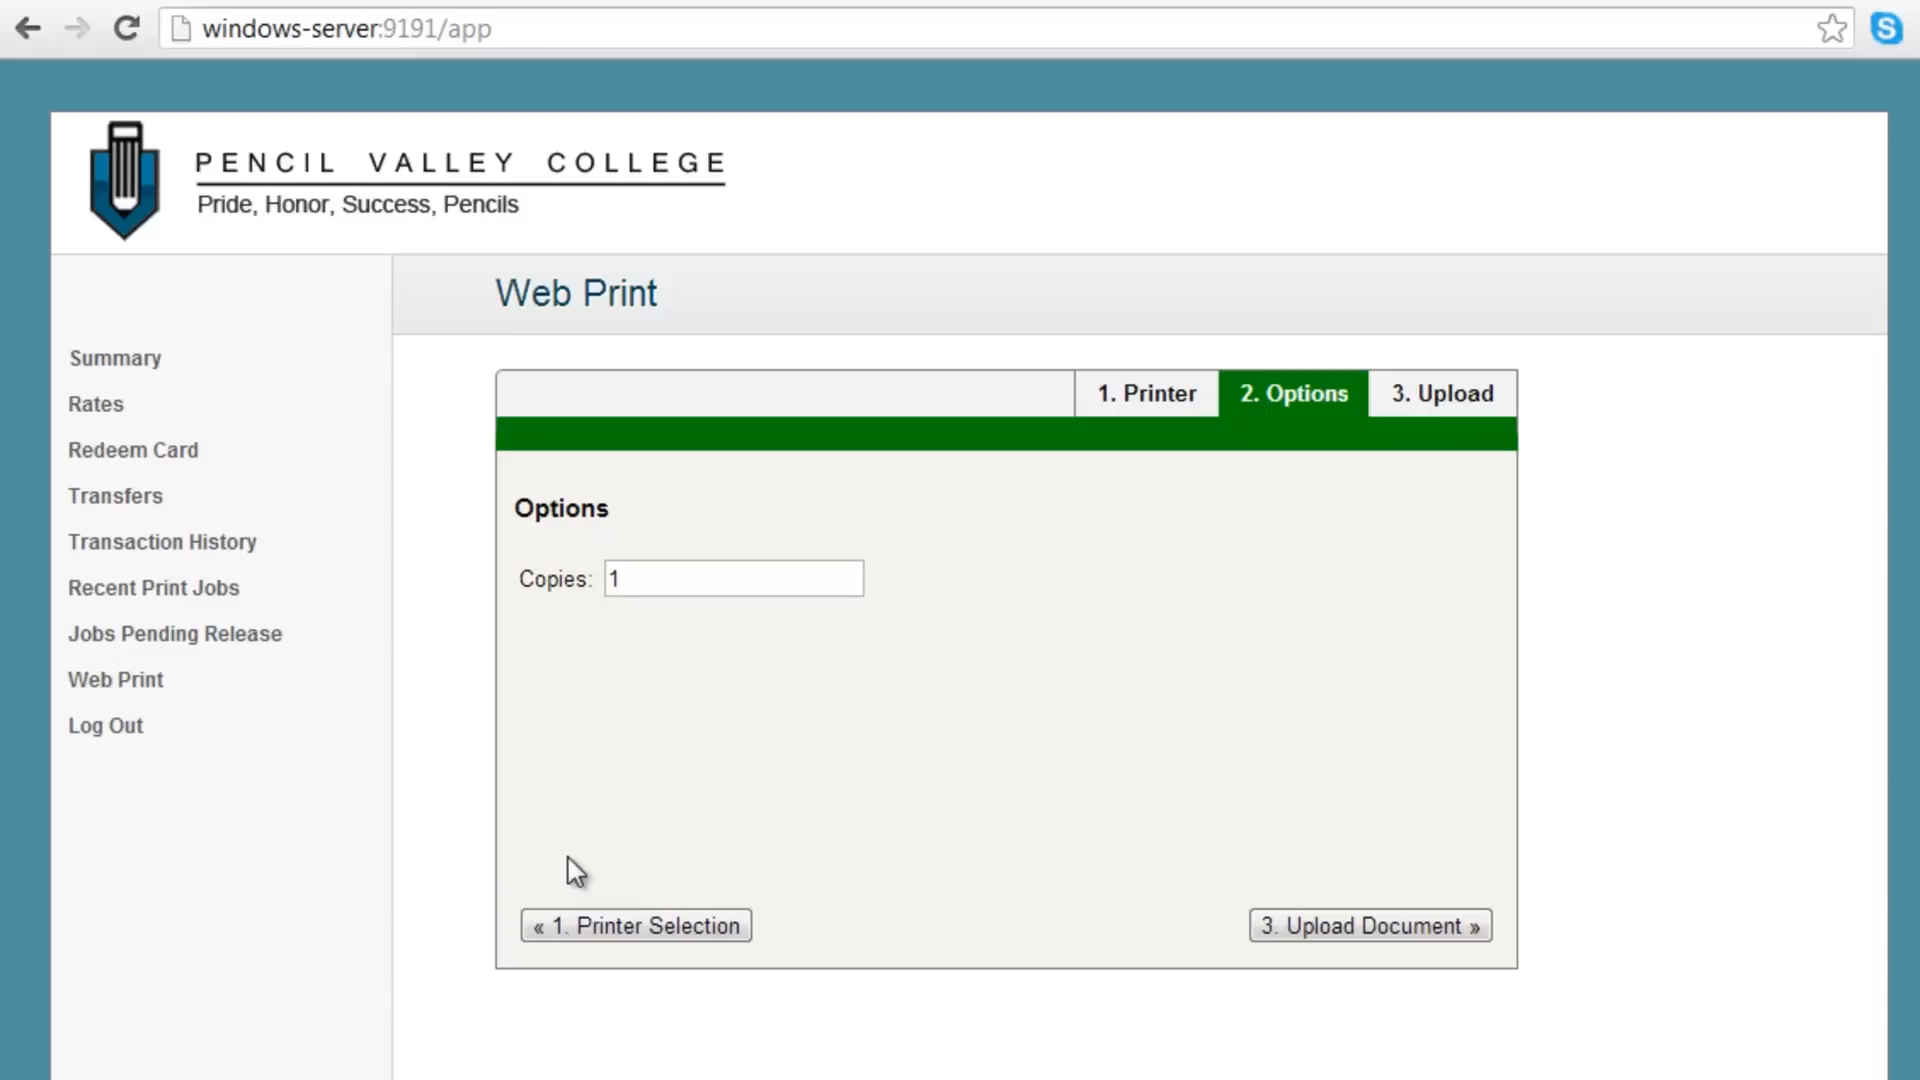 windows-server:9191/app
PENCIL VALLEY COLLEGE
Pride, Honor, Success, Pencils
Web Print
Summary
Rates
Redeem Card
Transfers
Transaction History
Recent Print Jobs
Jobs Pending Release
Web Print
Log Out
1. Printer
2. Options
3. Upload
Options
Copies: 1
« 1. Printer Selection
3. Upload Document »